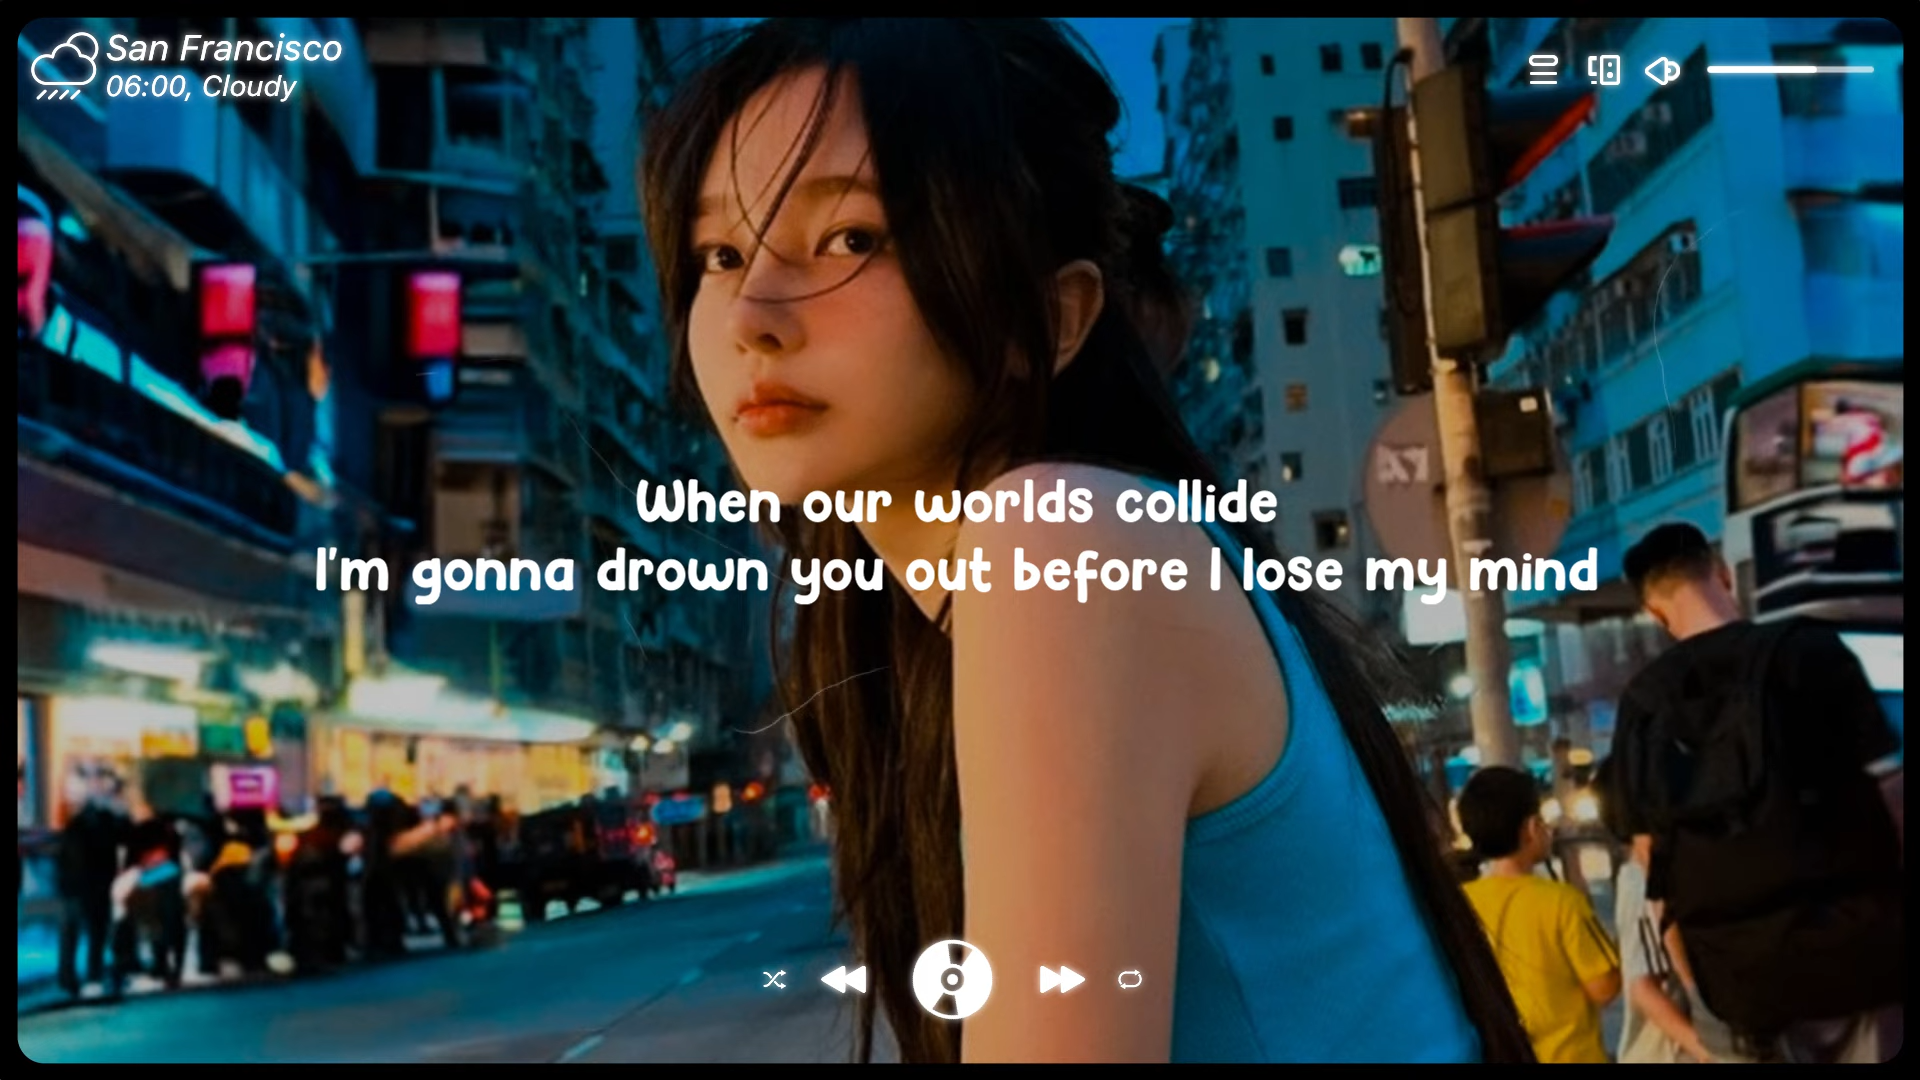 San Francisco
06:00, Cloudy
When our worlds collide
I'm gonna drown you out before I lose my mind